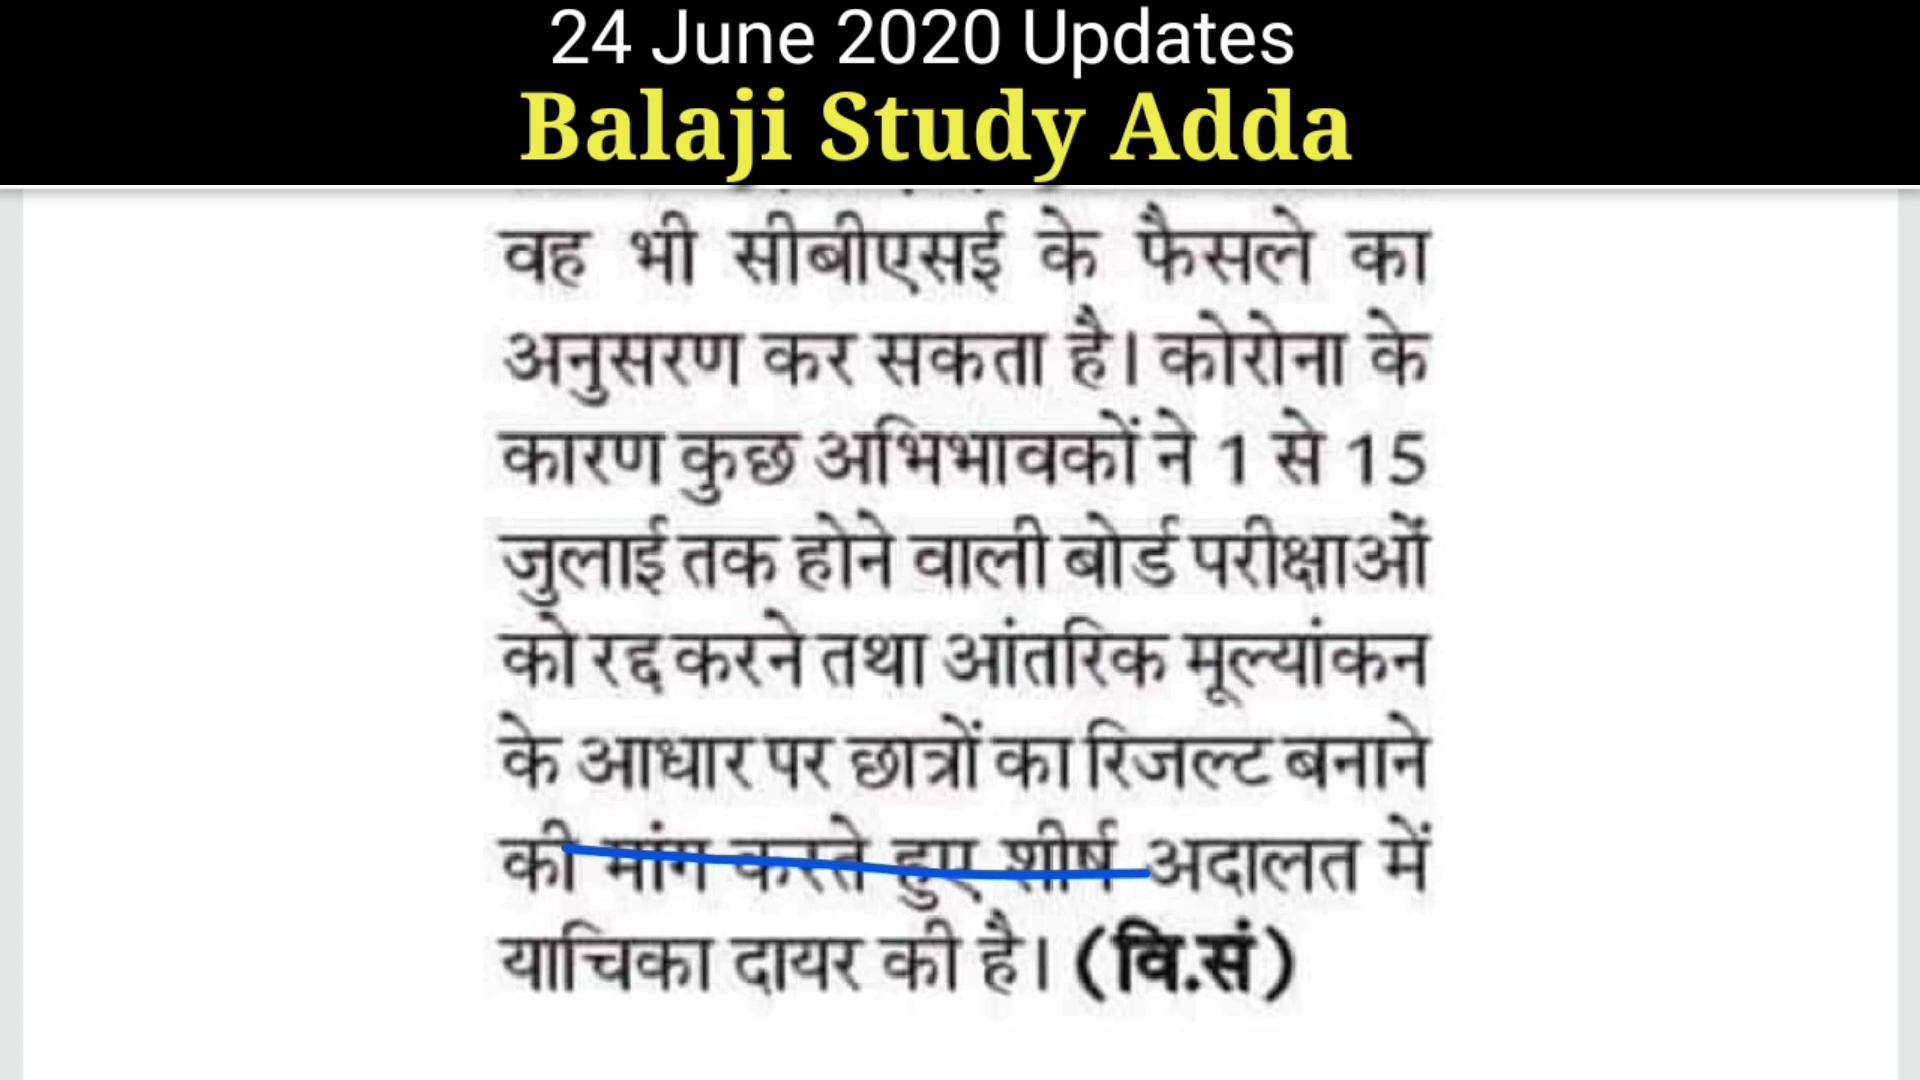 24 June 2020 Updates
Balaji Study Adda
वह भी सीबीएसई के फैसले का
अनुसरण कर सकता है। कोरोना के
कारण कुछ अभिभावकों ने 1 से 15
जुलाई तक होने वाली बोर्ड परीक्षाओं
को रद्द करने तथा आंतरिक मूल्यांकन
के आधार पर छात्रों का रिजल्ट बनाने
की मांग करते हुए शीर्ष अदालत में
याचिका दायर की है। (वि.सं)